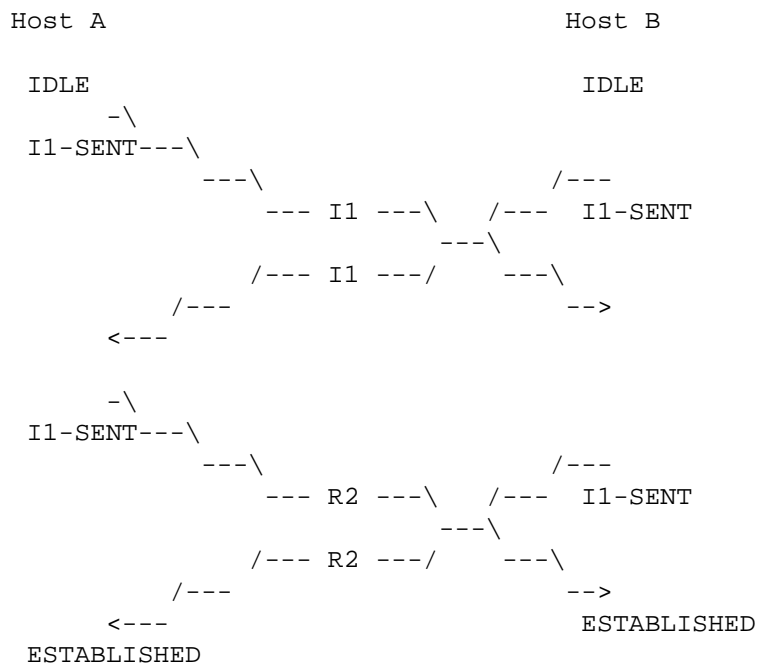 Host A                                Host B

 IDLE                                  IDLE
      -\
 I1-SENT---\
            ---\                     /---
                --- I1 ---\    /---  I1-SENT
                           ---\
               /--- I1 ---/    ---\
          /---                     -->
      <---

      -\
 I1-SENT---\
            ---\                     /---
                --- R2 ---\    /---  I1-SENT
                           ---\
               /--- R2 ---/    ---\
          /---                     -->
      <---                             ESTABLISHED
 ESTABLISHED